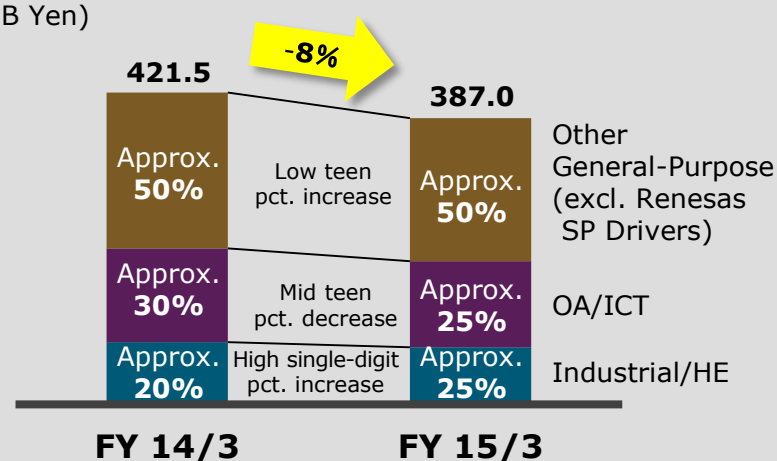 B Yen)
-8%
421.5
387.0
Approx.
50%
Low teen
pct. increase
Approx.
50%
Other
General-Purpose
(excl. Renesas
SP Drivers)
Approx.
30%
Mid teen
pct. decrease
Approx.
25%
OA/ICT
Approx.
20%
High single-digit
pct. increase
Approx.
25%
Industrial/HE
FY 14/3
FY 15/3